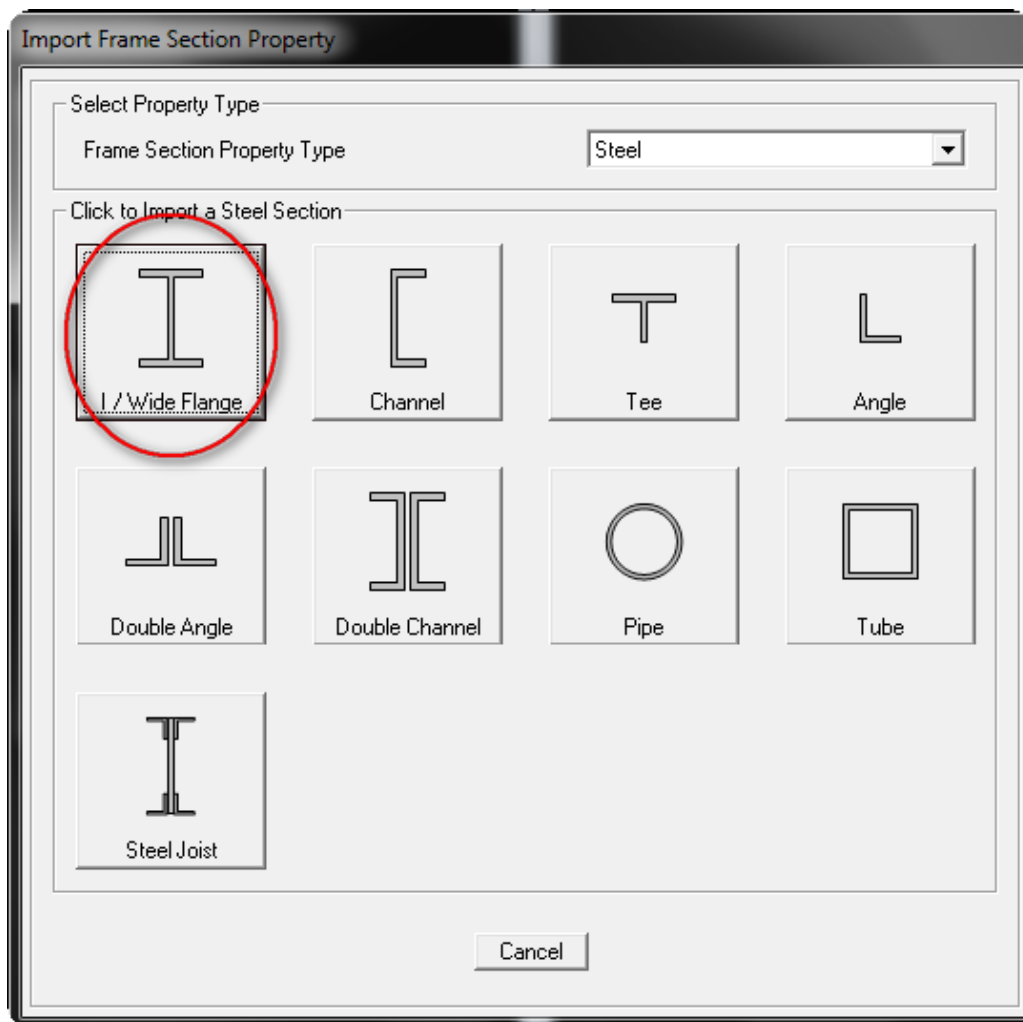 Import Frame Section Property
Select Property Type
Frame Section Property Type
Steel
Click to Import a Steel Section
I / Wide Flange
Channel
Tee
Angle
Double Angle
Double Channel
Pipe
Tube
Steel Joist
Cancel